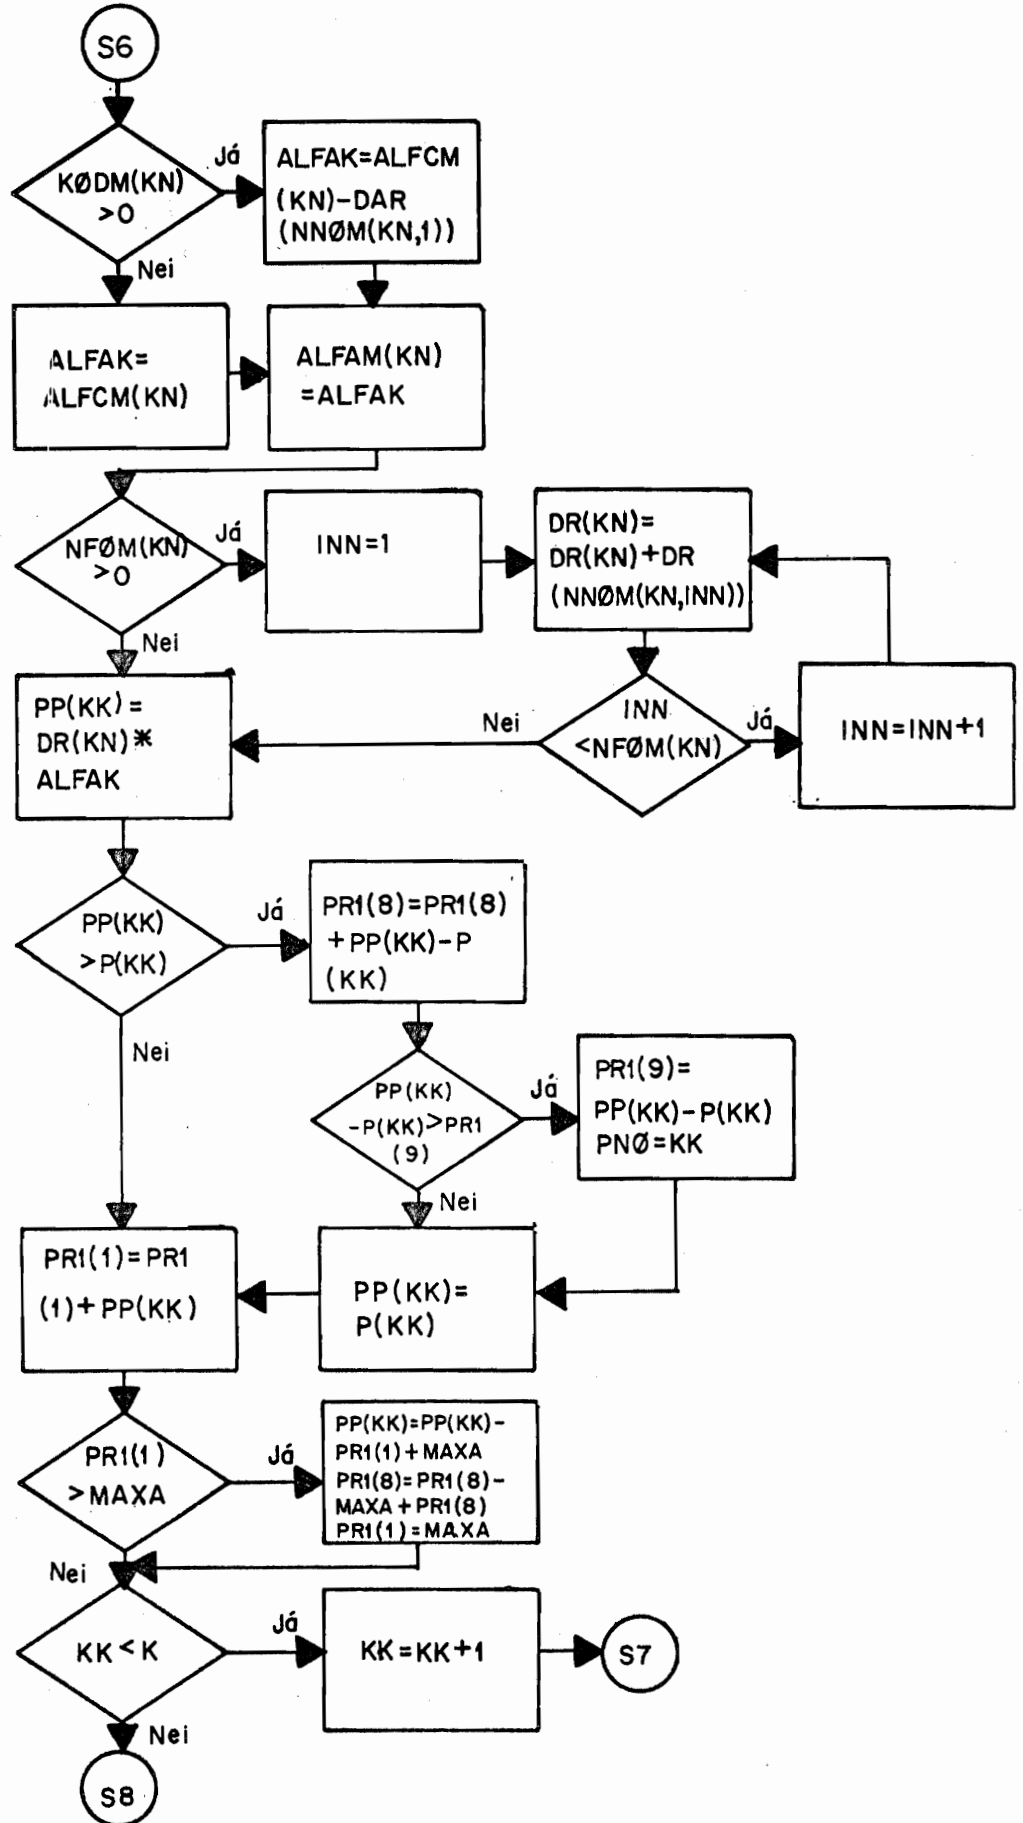 S6
KØDM(KN)
>0
Já
ALFAK=ALFCM
(KN)-DAR
(NNØM(KN,1))
Nei
ALFAK=
ALFCM(KN)
ALFAM(KN)
=ALFAK
NFØM(KN)
>0
Já
INN=1
DR(KN)=
DR(KN)+DR
(NNØM(KN,INN))
Nei
PP(KK)=
DR(KN)*
ALFAK
Nei
INN
<NFØM(KN)
Já
INN=INN+1
PP(KK)
>P(KK)
Já
PR1(8)=PR1(8)
+PP(KK)-P
(KK)
Nei
PP(KK)
-P(KK)>PR1
(9)
Já
PR1(9)=
PP(KK)-P(KK)
PNØ=KK
Nei
PR1(1)=PR1
(1)+PP(KK)
PP(KK)=
P(KK)
PR1(1)
>MAXA
Já
PP(KK)=PP(KK)-
PR1(1)+MAXA
PR1(8)=PR1(8)-
MAXA+PR1(8)
PR1(1)=MAXA
Nei
KK<K
Já
KK=KK+1
S7
Nei
S8